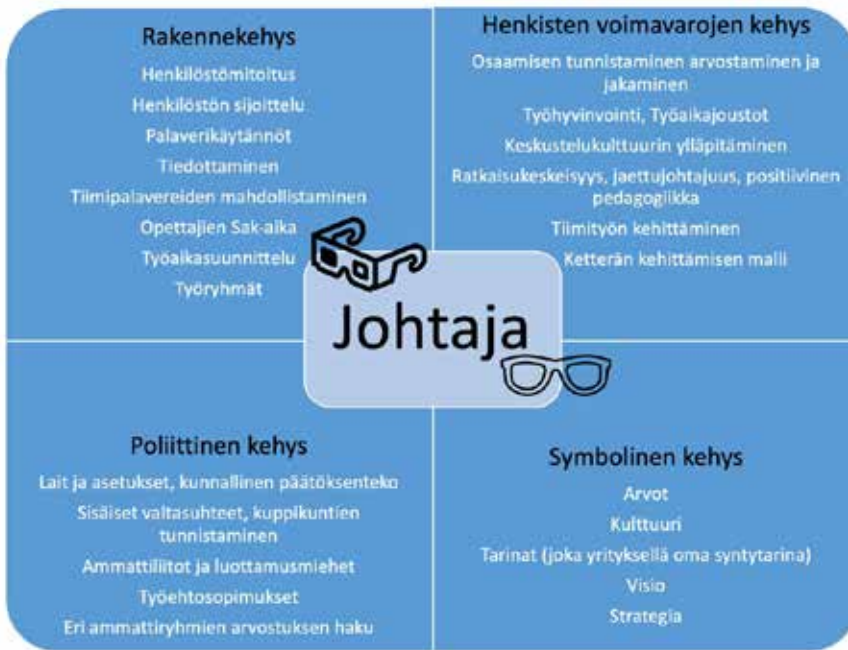 Rakennekehys
Henkilöstömitoitus
Henkilöstön sijoittelu
Palaverikäytännöt
Tiedottaminen
Tiimipalavereiden mahdollistaminen
Opettajien Sak-aika
Työaikasuunnittelu
Työryhmät
Henkisten voimavarojen kehys
Osaamisen tunnistaminen arvostaminen ja
jakaminen
Työhyvinvointi, Työaikajoustot
Keskustelukulttuurin ylläpitäminen
Ratkaisukeskeisyys, jaettujohtajuus, positiivinen
pedagogiikka
Tiimityön kehittäminen
Ketterän kehittämisen malli
Johtaja
Poliittinen kehys
Lait ja asetukset, kunnallinen päätöksenteko
Sisäiset valtasuhteet, kuppikuntien
tunnistaminen
Ammattiliitot ja luottamusmiehet
Työehtosopimukset
Eri ammattiryhmien arvostuksen haku
Symbolinen kehys
Arvot
Kulttuuri
Tarinat (joka yrityksellä oma syntytarina)
Visio
Strategia